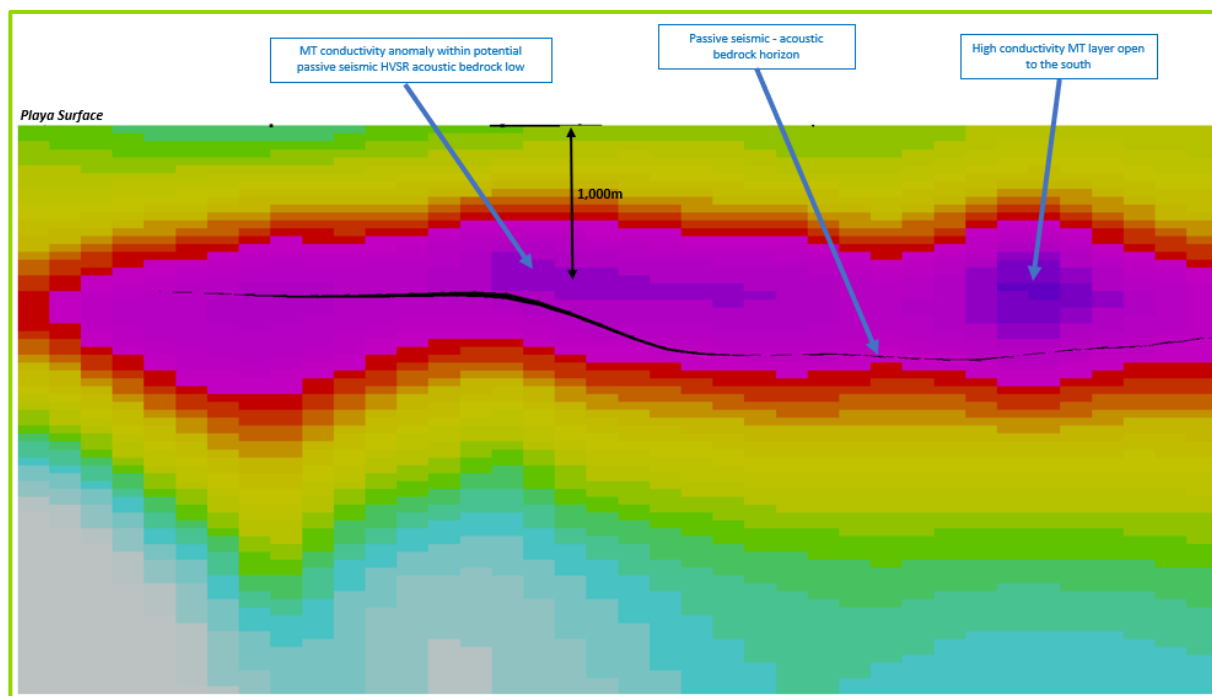 MT conductivity anomaly within potential
passive seismic HVSR acoustic bedrock low
Passive seismic - acoustic
bedrock horizon
High conductivity MT layer open
to the south
Playa Surface
1,000m